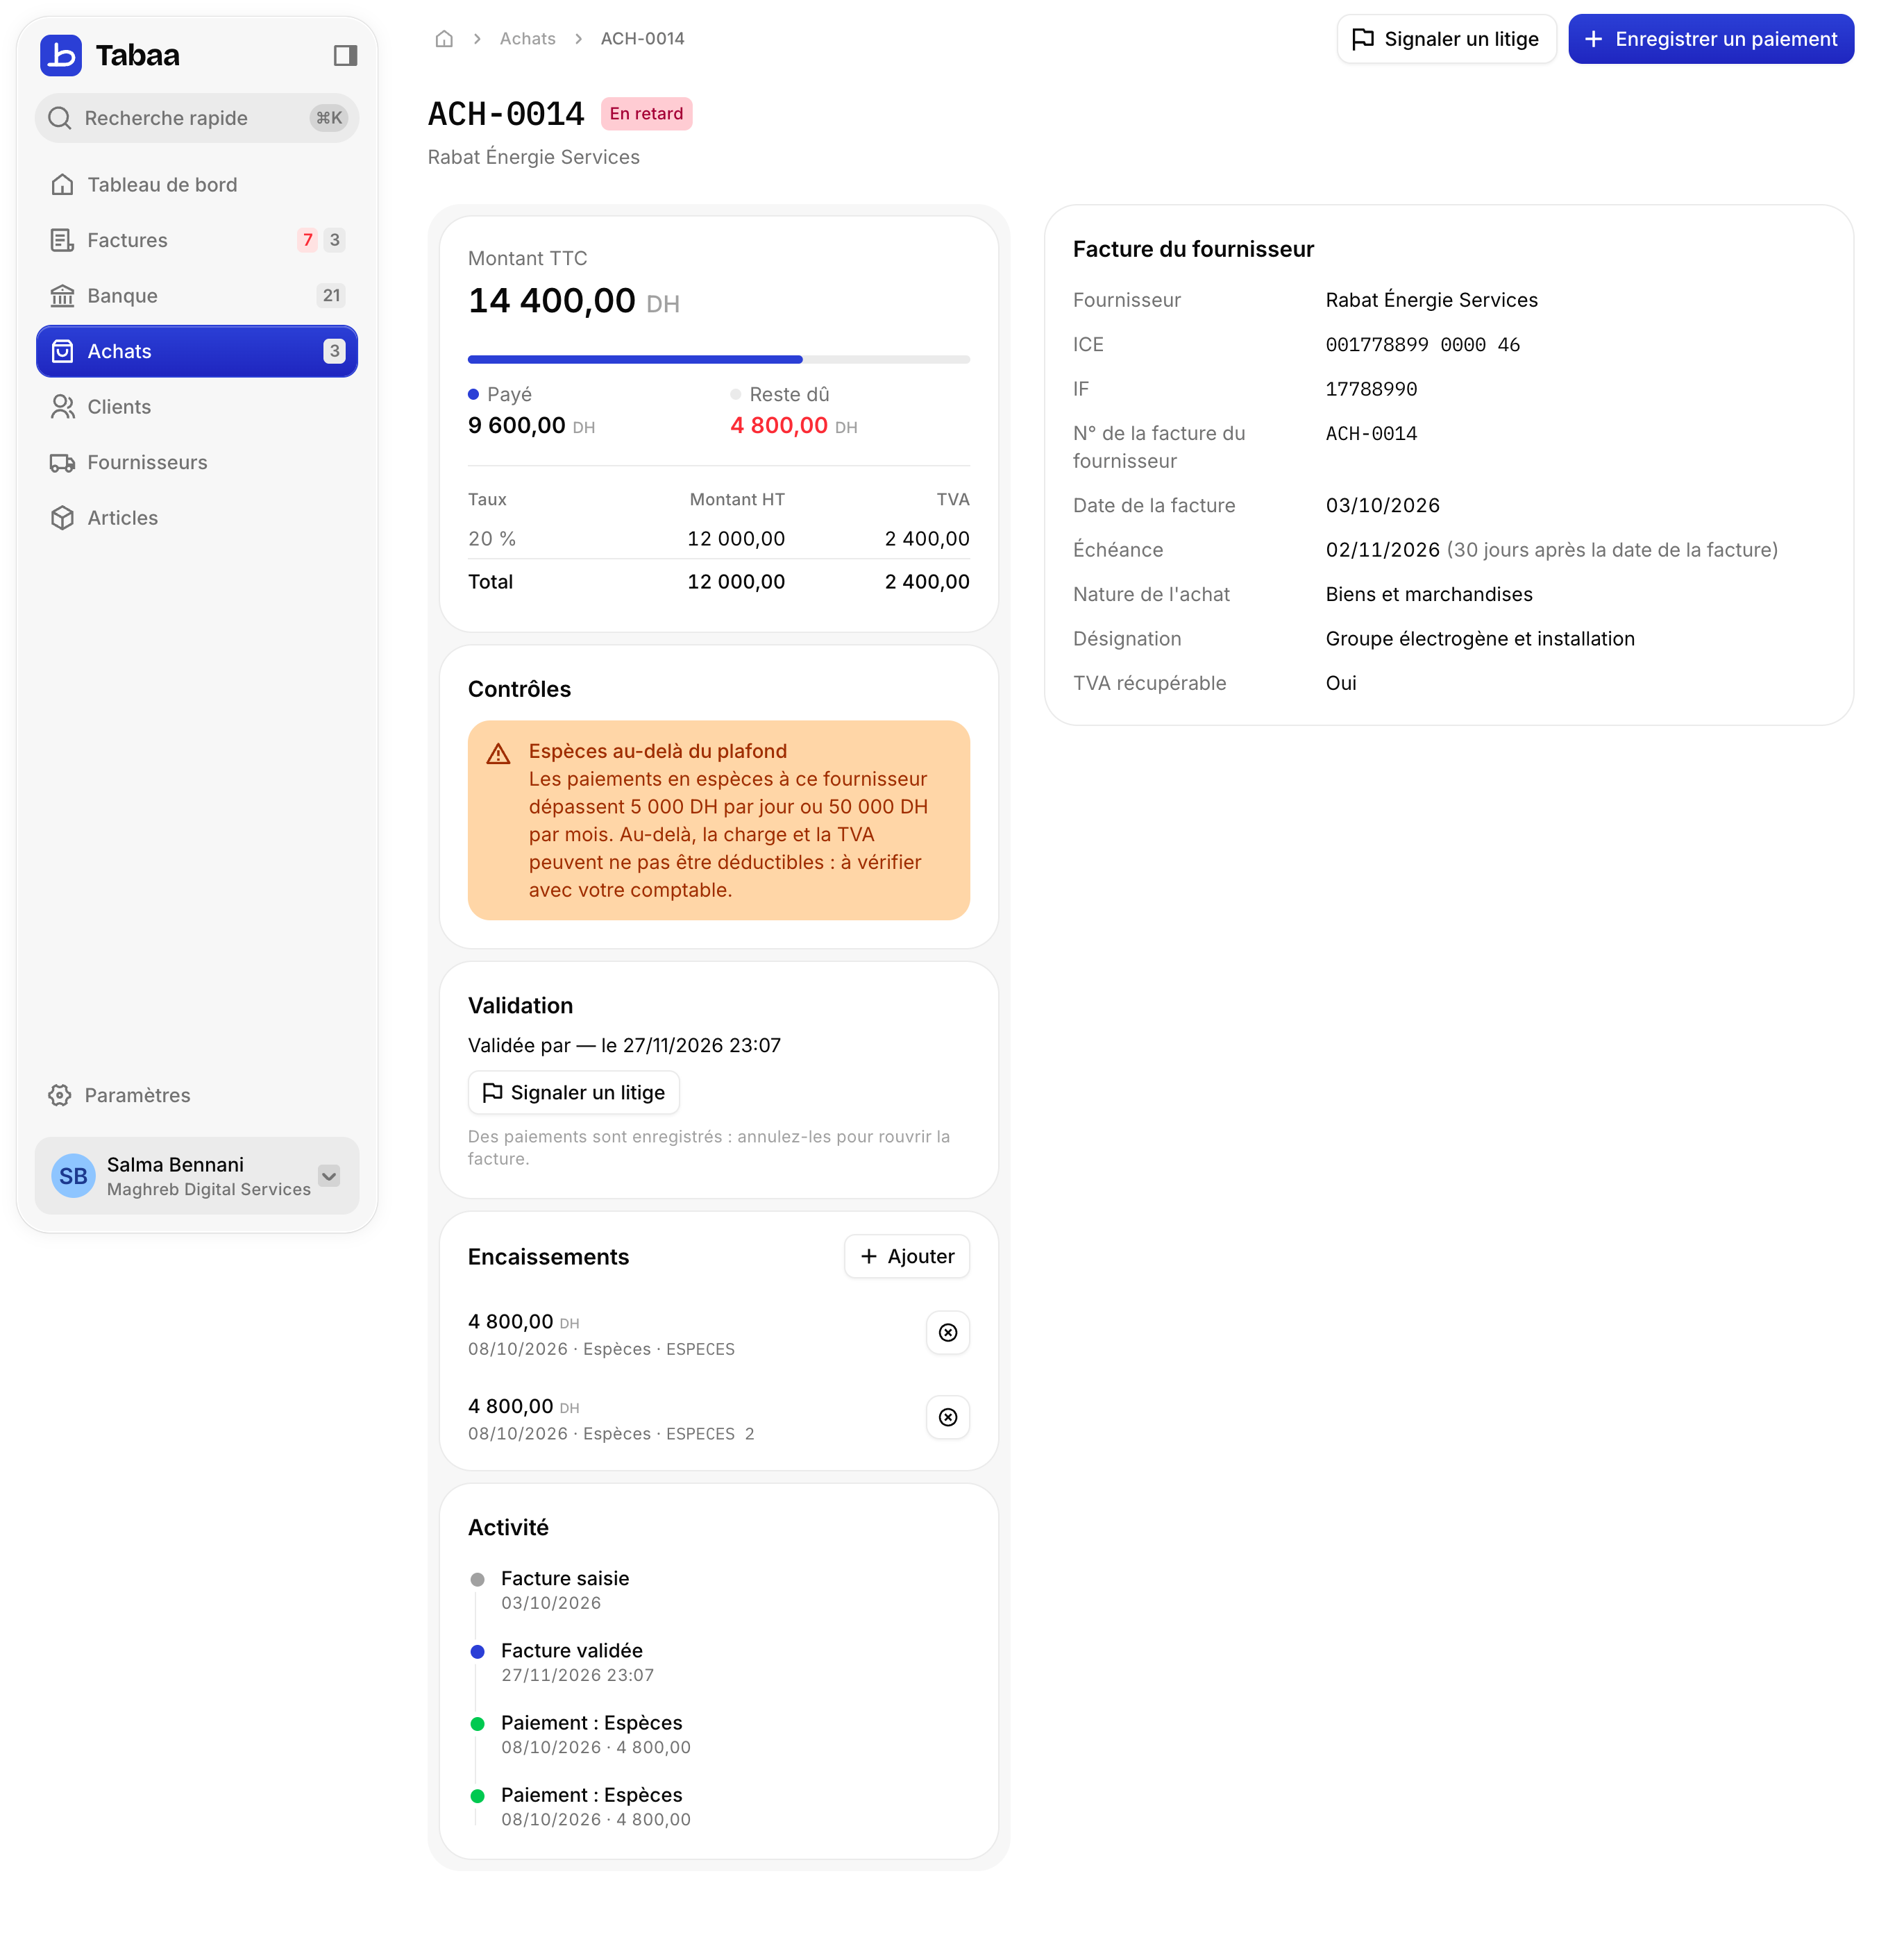 Tabaa
Recherche rapide ⌘K
Tableau de bord
Factures 7 3
Banque 21
Achats 3
Clients
Fournisseurs
Articles
Paramètres
SB
Salma Bennani
Maghreb Digital Services
Achats
ACH-0014
Signaler un litige
Enregistrer un paiement
ACH-0014 En retard
Rabat Énergie Services
Montant TTC
14 400,00 DH
Payé
9 600,00 DH
Reste dû
4 800,00 DH
Taux Montant HT TVA
20 % 12 000,00 2 400,00
Total 12 000,00 2 400,00
Contrôles
Espèces au-delà du plafond
Les paiements en espèces à ce fournisseur
dépassent 5 000 DH par jour ou 50 000 DH
par mois. Au-delà, la charge et la TVA
peuvent ne pas être déductibles : à vérifier
avec votre comptable.
Validation
Validée par — le 27/11/2026 23:07
Signaler un litige
Des paiements sont enregistrés : annulez-les pour rouvrir la
facture.
Encaissements
Ajouter
4 800,00 DH
08/10/2026 · Espèces · ESPECES
4 800,00 DH
08/10/2026 · Espèces · ESPECES 2
Activité
Facture saisie
03/10/2026
Facture validée
27/11/2026 23:07
Paiement : Espèces
08/10/2026 · 4 800,00
Paiement : Espèces
08/10/2026 · 4 800,00
Facture du fournisseur
Fournisseur Rabat Énergie Services
ICE 001778899 0000 46
IF 17788990
N° de la facture du ACH-0014
fournisseur
Date de la facture 03/10/2026
Échéance 02/11/2026 (30 jours après la date de la facture)
Nature de l'achat Biens et marchandises
Désignation Groupe électrogène et installation
TVA récupérable Oui